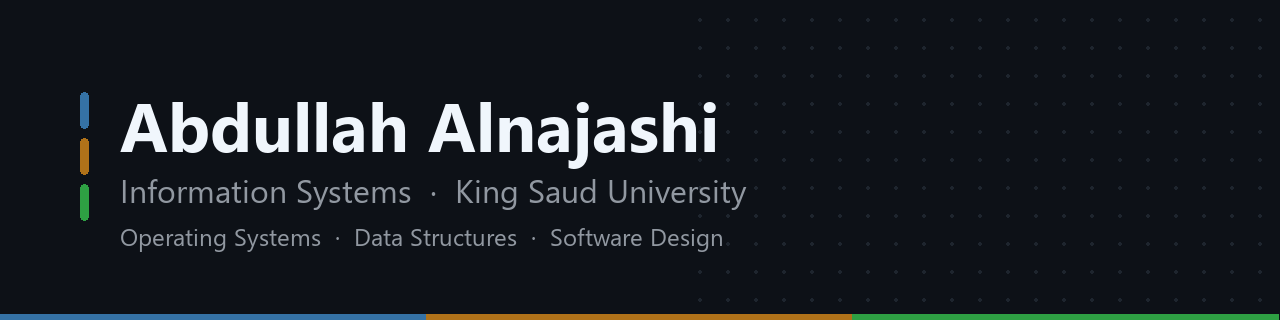 Abdullah Alnajashi
Information Systems · King Saud University
Operating Systems · Data Structures · Software Design